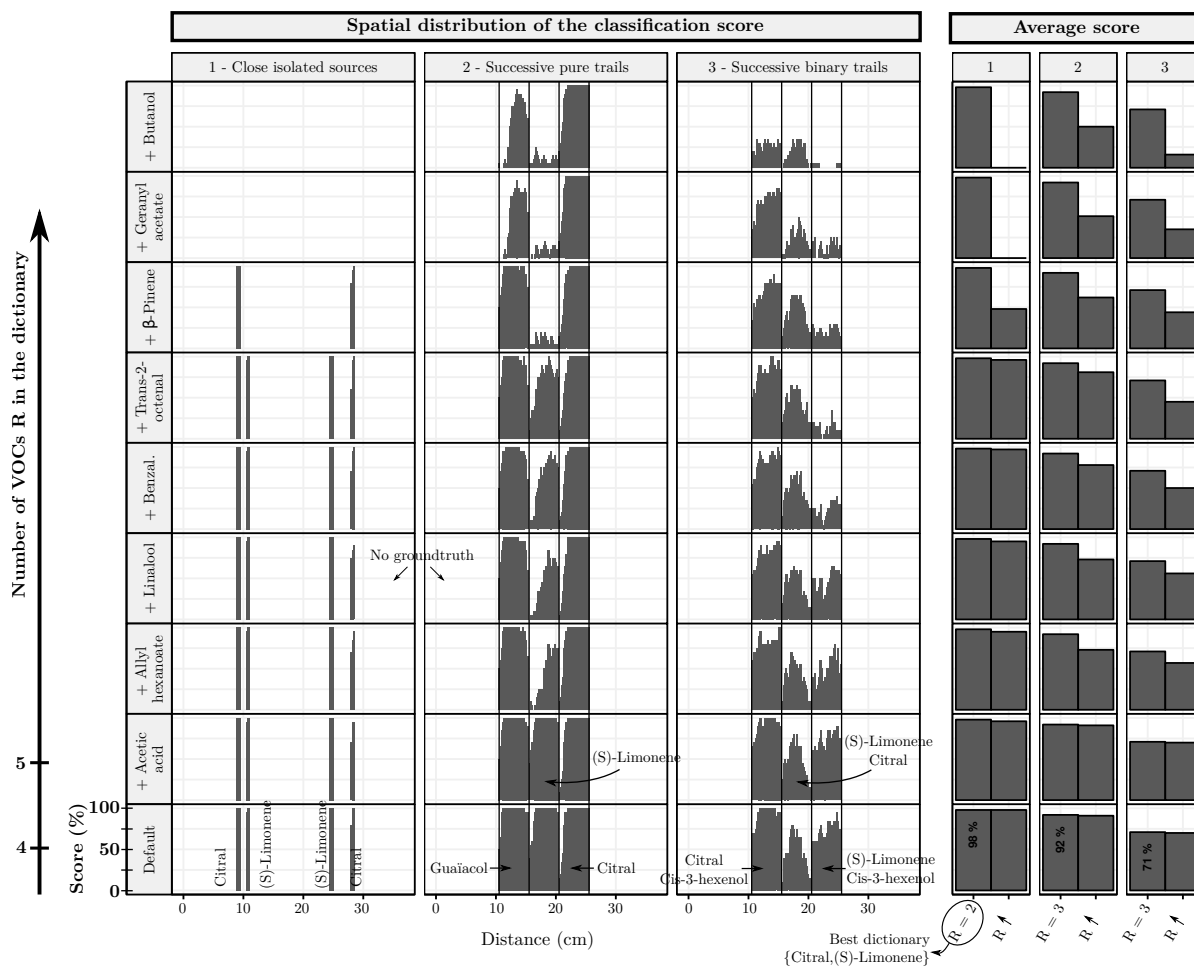 Spatial distribution of the classification score
Average score
1 - Close isolated sources
2 - Successive pure trails
3 - Successive binary trails
1
2
3
Number of VOCs R in the dictionary
5
4
+ Butanol
+ Geranyl
acetate
+ β-Pinene
+ Trans-2-
octenal
+ Benzal.
+ Linalool
+ Allyl
hexanoate
+ Acetic
acid
Default
No groundtruth
(S)-Limonene
(S)-Limonene
Citral
Score (%)
100
50
0
Citral
(S)-Limonene
(S)-Limonene
Citral
Guaïacol
Citral
Citral
Cis-3-hexenol
(S)-Limonene
Cis-3-hexenol
98 %
92 %
71 %
0
10
20
30
0
10
20
30
0
10
20
30
Distance (cm)
R = 2
R ↑
R = 3
R ↑
R = 3
R ↑
Best dictionary
{Citral,(S)-Limonene}